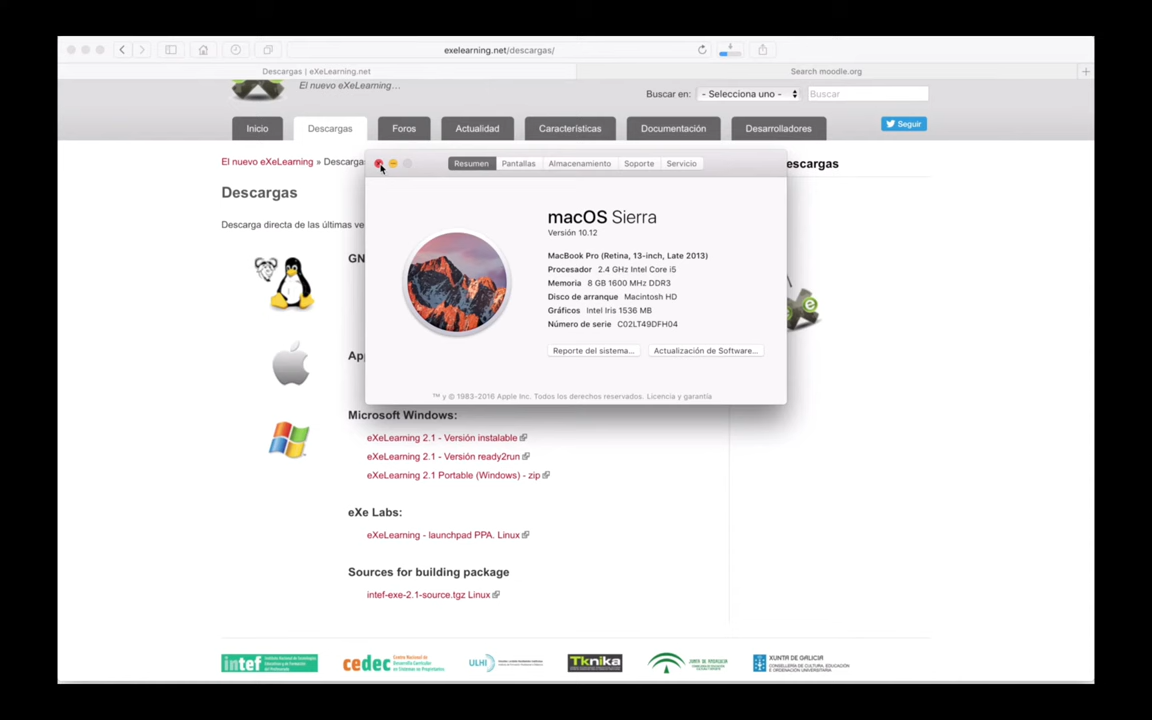 exelearning.net/descargas/
Descargas | eXeLearning.net
Search moodle.org
El nuevo eXeLearning...
Buscar en:
- Selecciona uno -
Buscar
Inicio
Descargas
Foros
Actualidad
Características
Documentación
Desarrolladores
Seguir
El nuevo eXeLearning » Descarga
escargas
Resumen
Pantallas
Almacenamiento
Soporte
Servicio
Descargas
Descarga directa de las últimas ve
macOS Sierra
Versión 10.12
MacBook Pro (Retina, 13-inch, Late 2013)
Procesador 2.4 GHz Intel Core i5
Memoria 8 GB 1600 MHz DDR3
Disco de arranque Macintosh HD
Gráficos Intel Iris 1536 MB
Número de serie C02LT49DFH04
Reporte del sistema...
Actualización de Software...
™ y © 1983-2016 Apple Inc. Todos los derechos reservados. Licencia y garantía
GN
Ap
Microsoft Windows:
eXeLearning 2.1 - Versión instalable
eXeLearning 2.1 - Versión ready2run
eXeLearning 2.1 Portable (Windows) - zip
eXe Labs:
eXeLearning - launchpad PPA. Linux
Sources for building package
intef-exe-2.1-source.tgz Linux
intef
cedec
ULHI
Tknika
JUNTA DE ANDALUCIA
XUNTA DE GALICIA